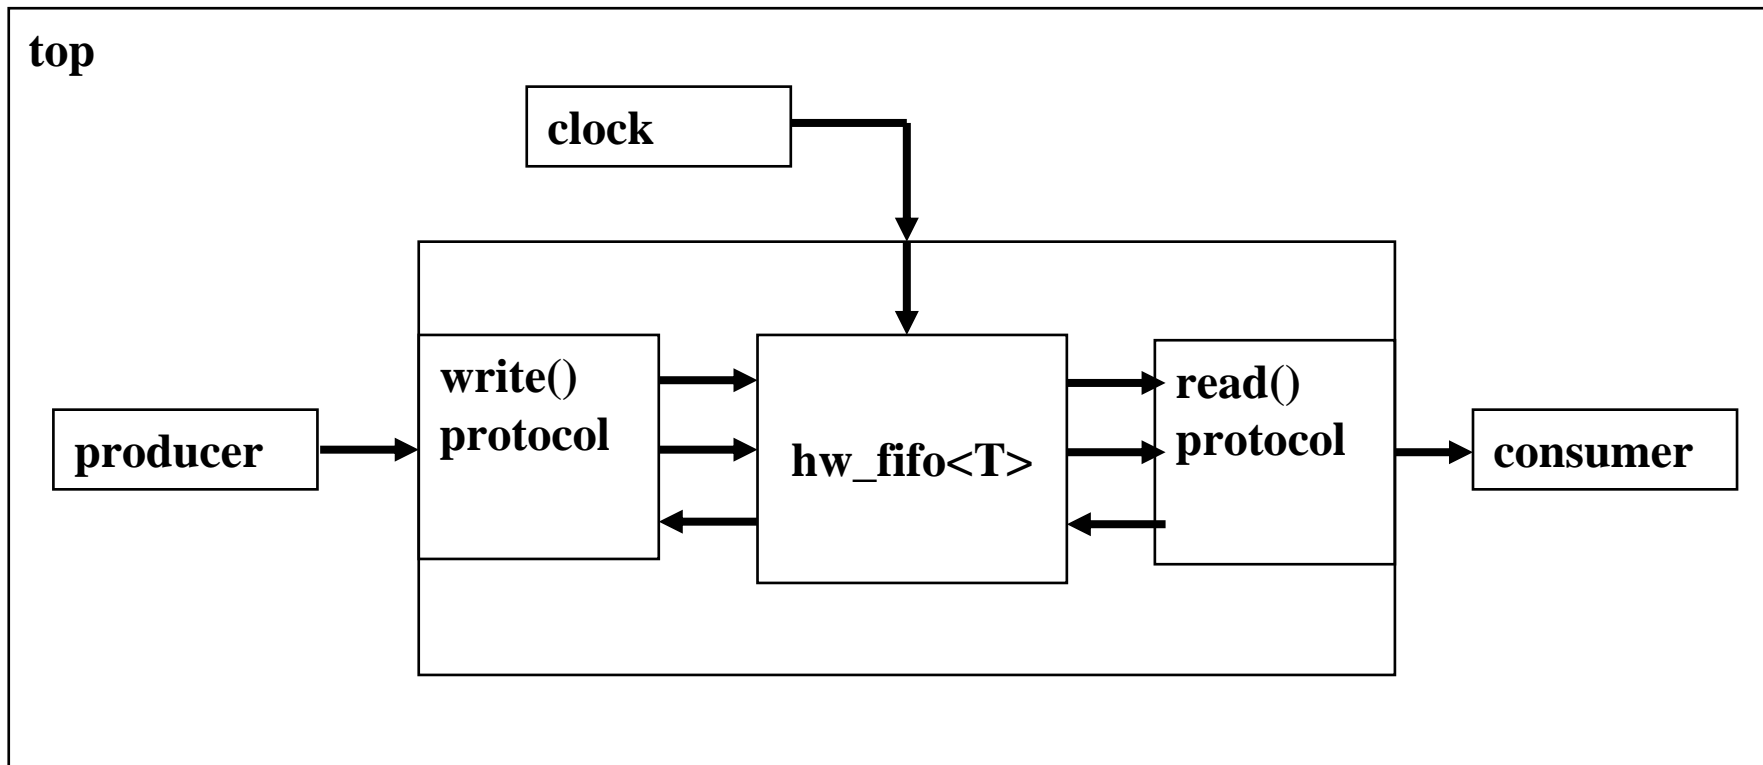 top
clock
write()
protocol
producer
hw_fifo<T>
read()
protocol
consumer